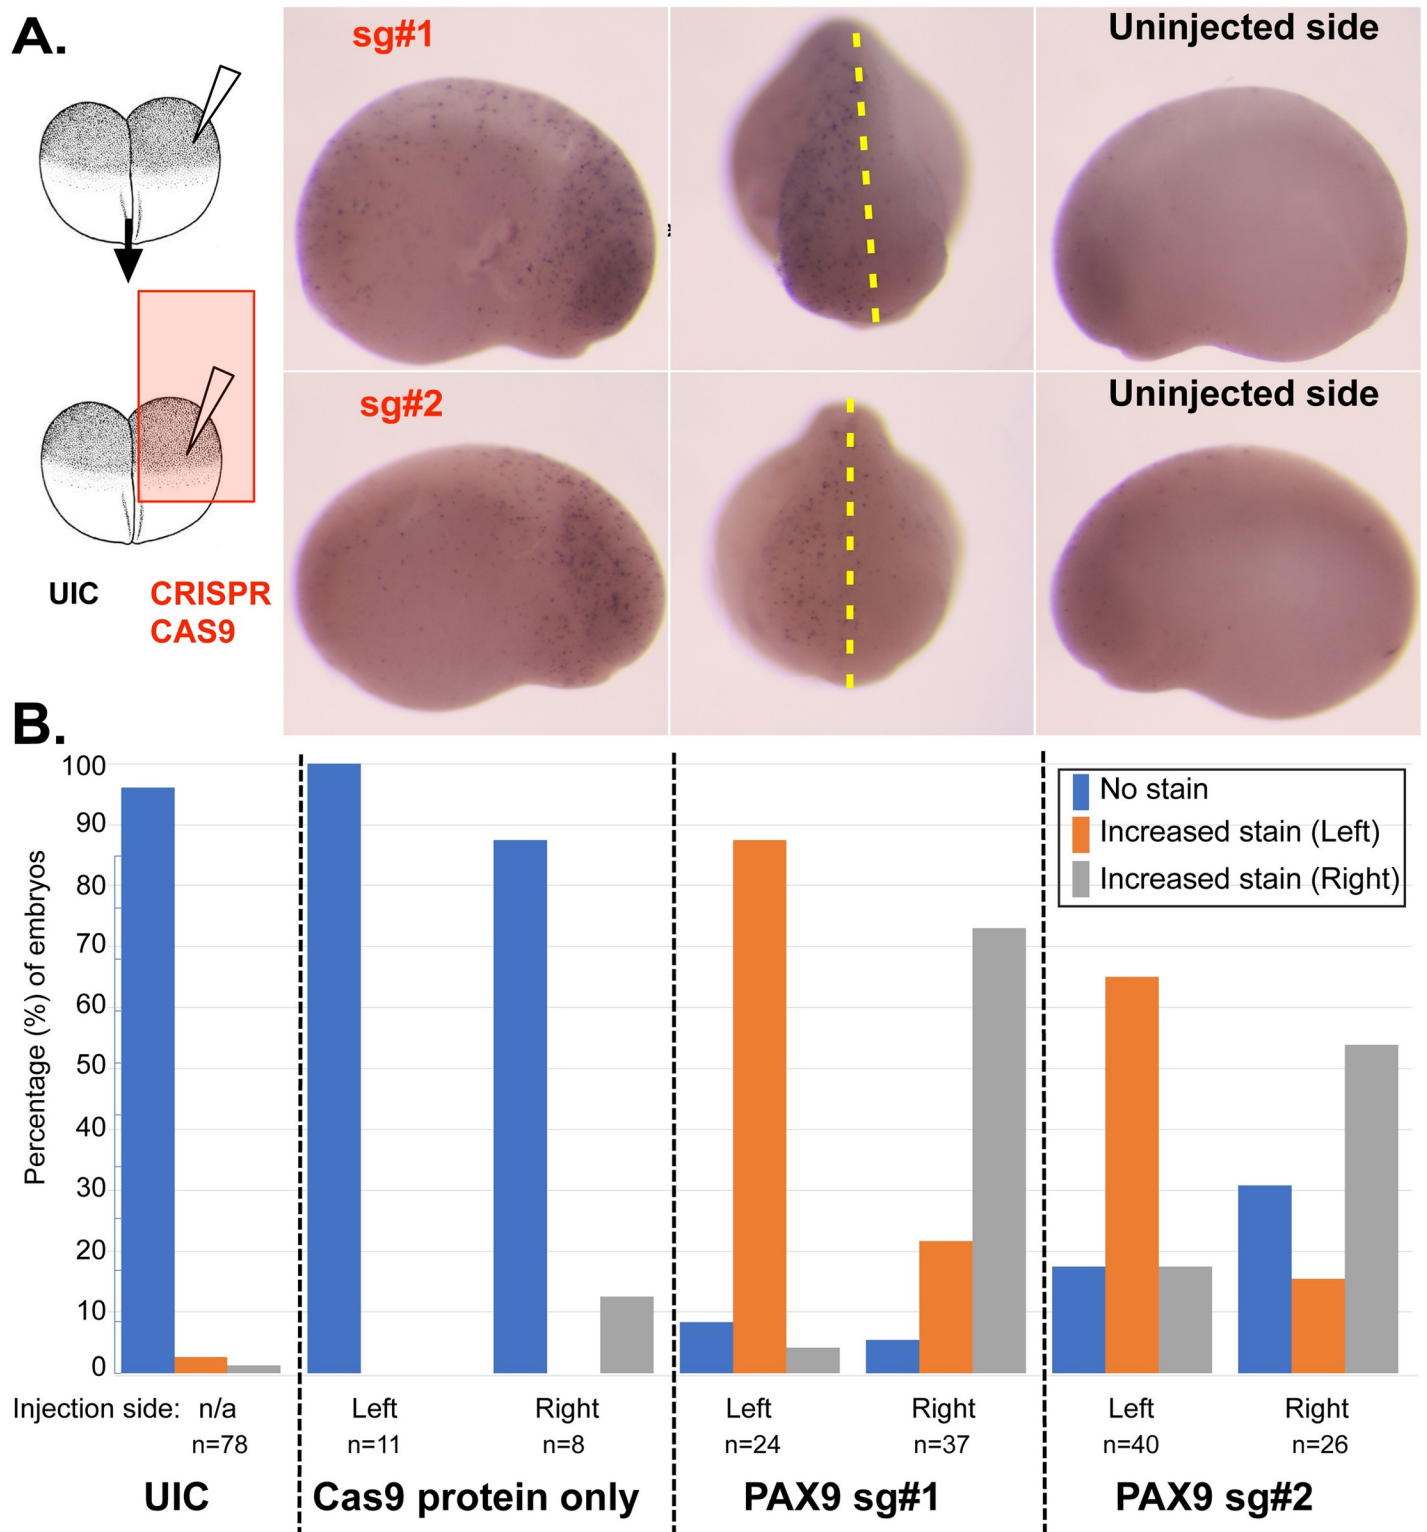 A.
sg#1
Uninjected side
sg#2
Uninjected side
UIC
CRISPR
CAS9
B.
100
90
80
70
60
50
40
30
20
10
0
Percentage (%) of embryos
No stain
Increased stain (Left)
Increased stain (Right)
Injection side: n/a Left Right Left Right Left Right
n=78 n=11 n=8 n=24 n=37 n=40 n=26
UIC Cas9 protein only PAX9 sg#1 PAX9 sg#2